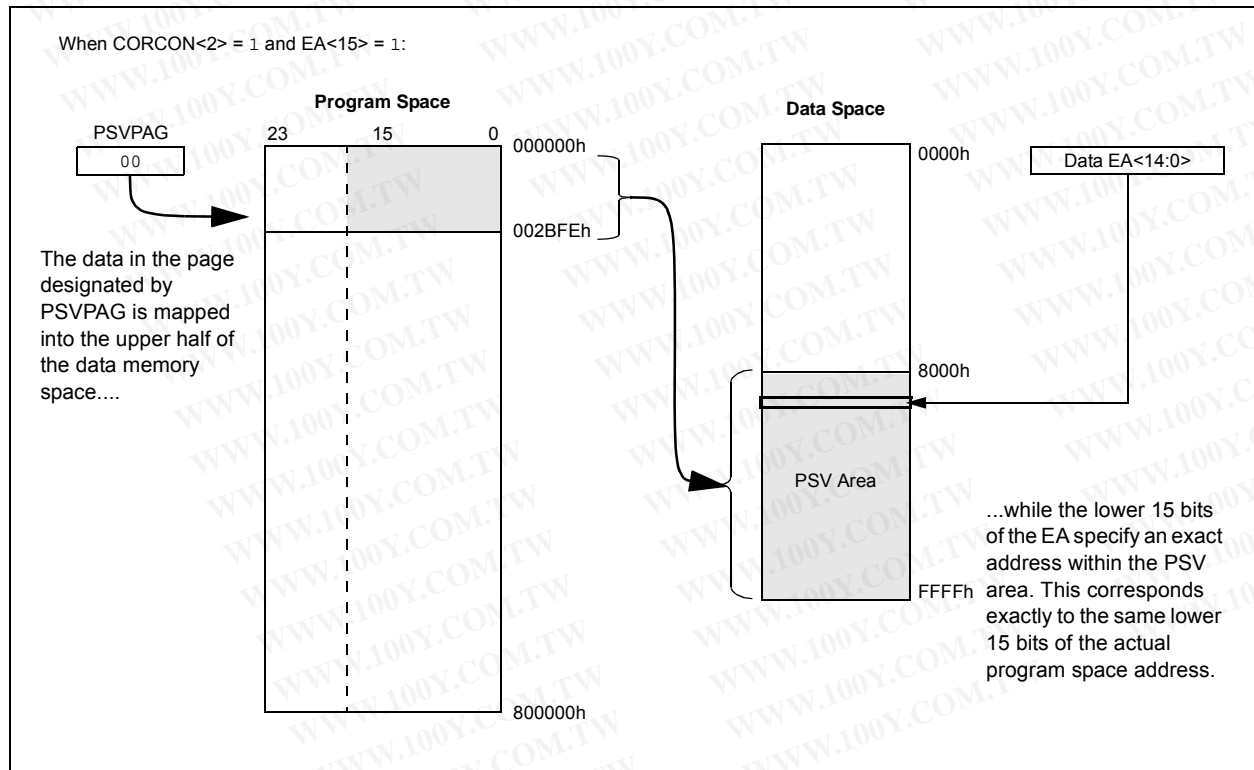 When CORCON<2> = 1 and EA<15> = 1:
Program Space
Data Space
PSVPAG
23
15
0
000000h
0000h
Data EA<14:0>
00
002BFEh
The data in the page
designated by
PSVPAG is mapped
into the upper half of
the data memory
space....
8000h
PSV Area
...while the lower 15 bits
of the EA specify an exact
address within the PSV
area. This corresponds
exactly to the same lower
15 bits of the actual
program space address.
FFFFh
800000h
WWW.100Y.COM.TW